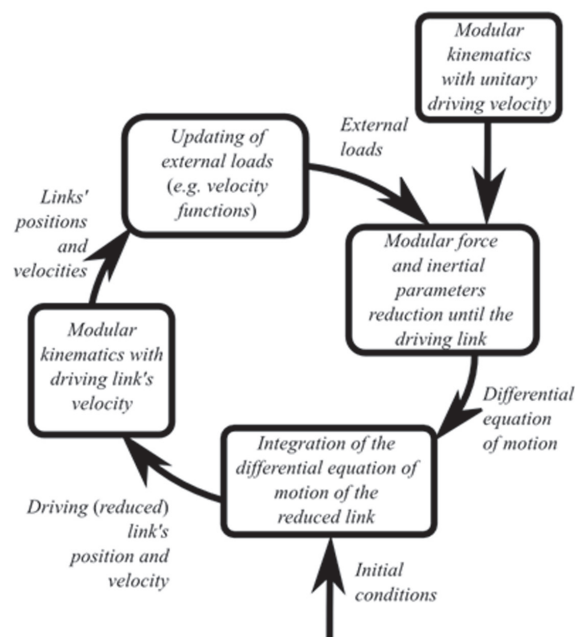 Modular
kinematics
with unitary
driving velocity
External
loads
Updating of
external loads
(e.g. velocity
functions)
Links'
positions
and
velocities
Modular force
and inertial
parameters
reduction until the
driving link
Modular
kinematics with
driving link's
velocity
Differential
equation
of motion
Integration of the
differential equation of
motion of the
reduced link
Driving (reduced)
link's
position and
velocity
Initial
conditions